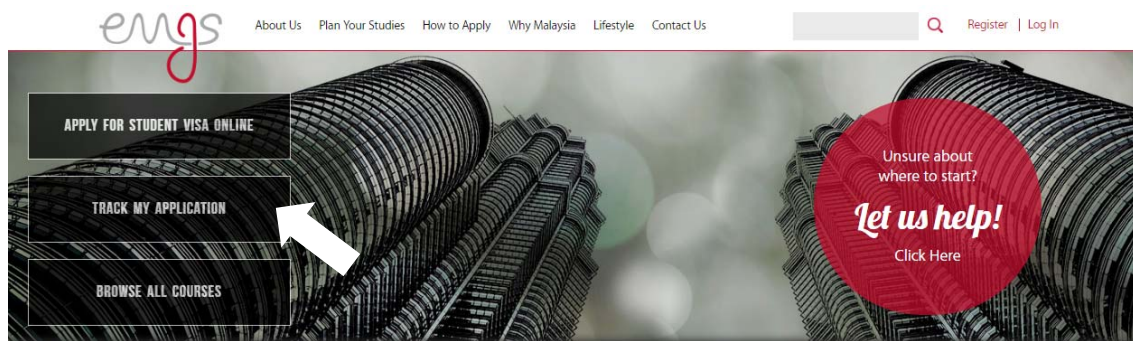 emgs
About Us Plan Your Studies How to Apply Why Malaysia Lifestyle Contact Us
Register | Log In
APPLY FOR STUDENT VISA ONLINE
TRACK MY APPLICATION
BROWSE ALL COURSES
Unsure about
where to start?
Let us help!
Click Here